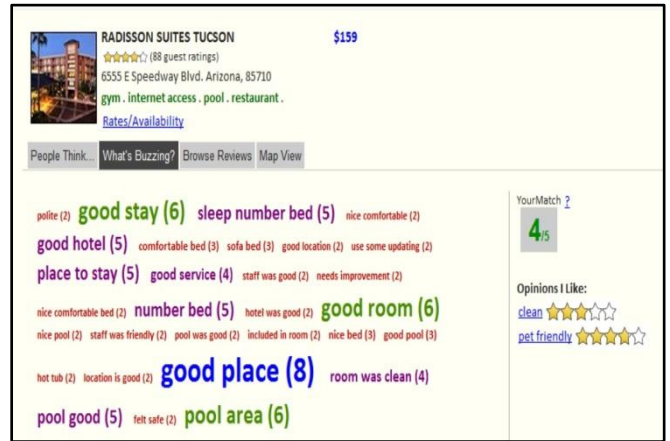 RADISSON SUITES TUCSON $159
(88 guest ratings)
6555 E Speedway Blvd. Arizona, 85710
gym . internet access . pool . restaurant .
Rates/Availability
People Think... What's Buzzing? Browse Reviews Map View
polite (2) good stay (6) sleep number bed (5) nice comfortable (2)
good hotel (5) comfortable bed (3) sofa bed (3) good location (2) use some updating (2)
place to stay (5) good service (4) staff was good (2) needs improvement (2)
nice comfortable bed (2) number bed (5) hotel was good (2) good room (6)
nice pool (2) staff was friendly (2) pool was good (2) included in room (2) nice bed (3) good pool (3)
hot tub (2) location is good (2) good place (8) room was clean (4)
pool good (5) felt safe (2) pool area (6)
YourMatch ?
4/5
Opinions I Like:
clean
pet friendly